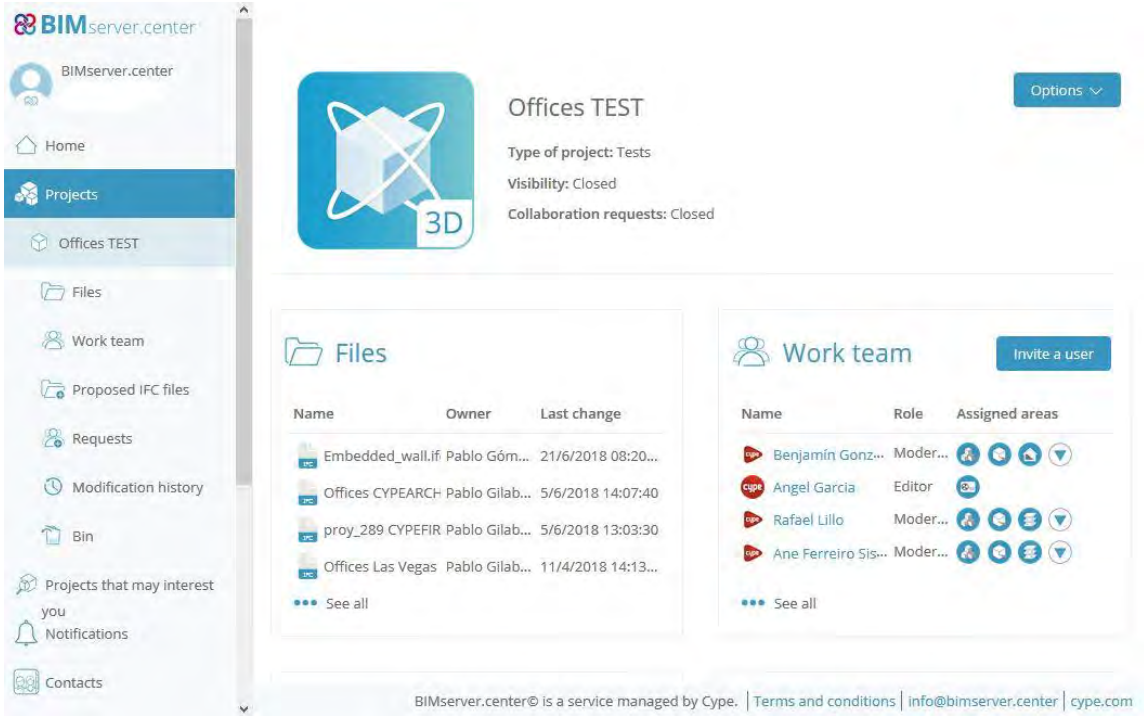 BIMserver.center
BIMserver.center
Home
Projects
Offices TEST
Files
Work team
Proposed IFC files
Requests
Modification history
Bin
Projects that may interest
you
Notifications
Contacts
3D
Offices TEST
Type of project: Tests
Visibility: Closed
Collaboration requests: Closed
Options
Files
Name Owner Last change
Embedded_wall.if Pablo Góm... 21/6/2018 08:20...
Offices CYPEARCH Pablo Gilab... 5/6/2018 14:07:40
proy_289 CYPEFIR Pablo Gilab... 5/6/2018 13:03:30
Offices Las Vegas Pablo Gilab... 11/4/2018 14:13...
See all
Work team
Invite a user
Name Role Assigned areas
cype Benjamín Gonz... Moder...
cype Angel Garcia Editor
cype Rafael Lillo Moder...
cype Ane Ferreiro Sis... Moder...
See all
BIMserver.center© is a service managed by Cype. | Terms and conditions | info@bimserver.center | cype.com